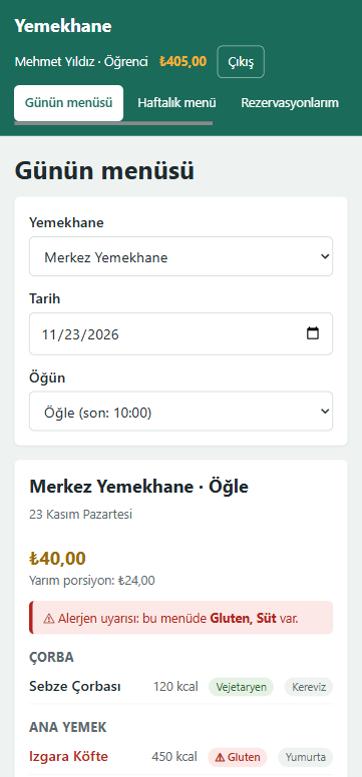 Yemekhane
Mehmet Yıldız · Öğrenci ₺405,00 Çıkış
Günün menüsü Haftalık menü Rezervasyonlarım
Günün menüsü
Yemekhane
Merkez Yemekhane
Tarih
11/23/2026
Öğün
Öğle (son: 10:00)
Merkez Yemekhane · Öğle
23 Kasım Pazartesi
₺40,00
Yarım porsiyon: ₺24,00
⚠ Alerjen uyarısı: bu menüde Gluten, Süt var.
ÇORBA
Sebze Çorbası 120 kcal Vejetaryen Kereviz
ANA YEMEK
Izgara Köfte 450 kcal ⚠ Gluten Yumurta